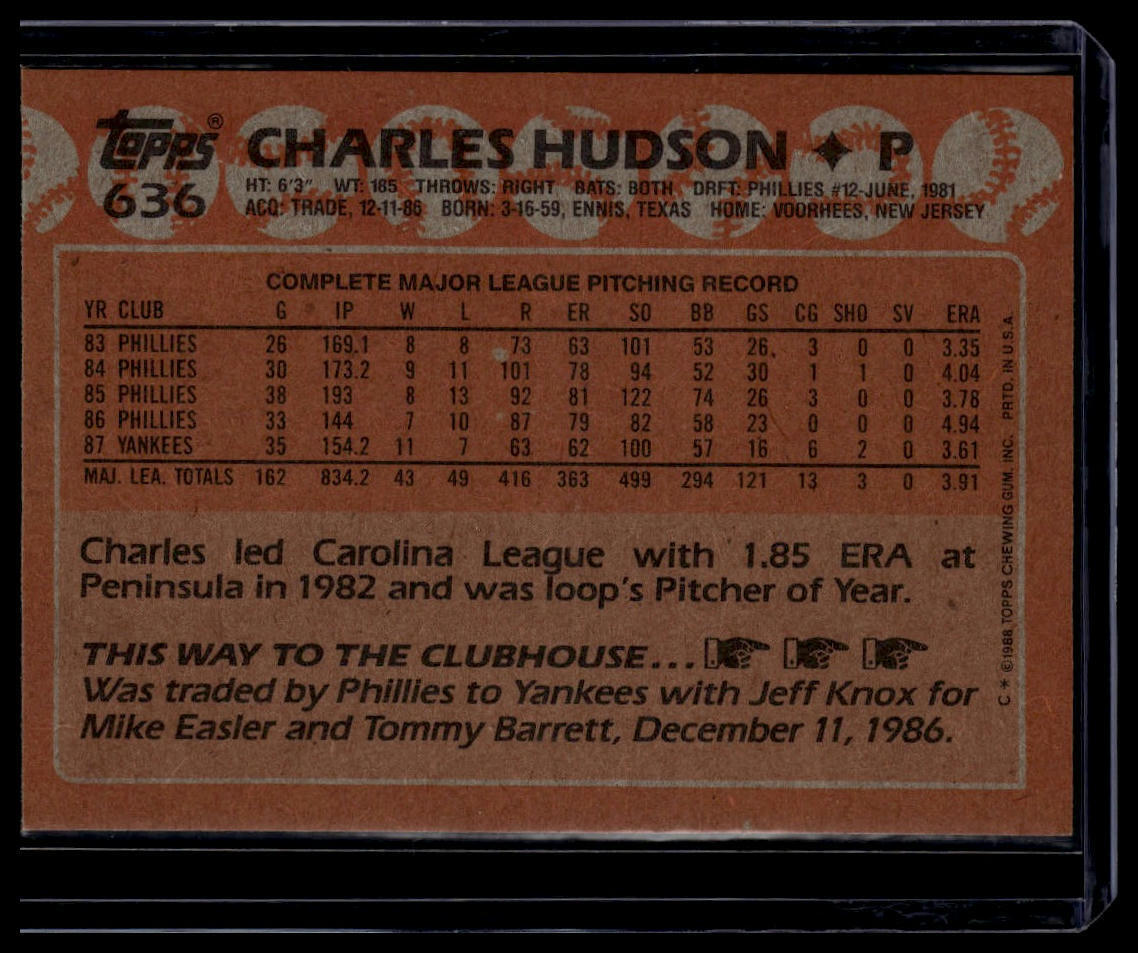 topps® CHARLES HUDSON ✦ P
636
HT: 6'3" WT: 185 THROWS: RIGHT BATS: BOTH DRFT: PHILLIES #12-JUNE, 1981
ACQ: TRADE, 12-11-86 BORN: 3-16-59, ENNIS, TEXAS HOME: VOORHEES, NEW JERSEY
COMPLETE MAJOR LEAGUE PITCHING RECORD
YR CLUB G IP W L R ER SO BB GS CG SHO SV ERA
83 PHILLIES 26 169.1 8 8 73 63 101 53 26 3 0 0 3.35
84 PHILLIES 30 173.2 9 11 101 78 94 52 30 1 1 0 4.04
85 PHILLIES 38 193 8 13 92 81 122 74 26 3 0 0 3.78
86 PHILLIES 33 144 7 10 87 79 82 58 23 0 0 0 4.94
87 YANKEES 35 154.2 11 7 63 62 100 57 16 6 2 0 3.61
MAJ. LEA. TOTALS 162 834.2 43 49 416 363 499 294 121 13 3 0 3.91
Charles led Carolina League with 1.85 ERA at
Peninsula in 1982 and was loop's Pitcher of Year.
THIS WAY TO THE CLUBHOUSE...
Was traded by Phillies to Yankees with Jeff Knox for
Mike Easler and Tommy Barrett, December 11, 1986.
C * ©1988 TOPPS CHEWING GUM, INC. PRTD. IN U.S.A.